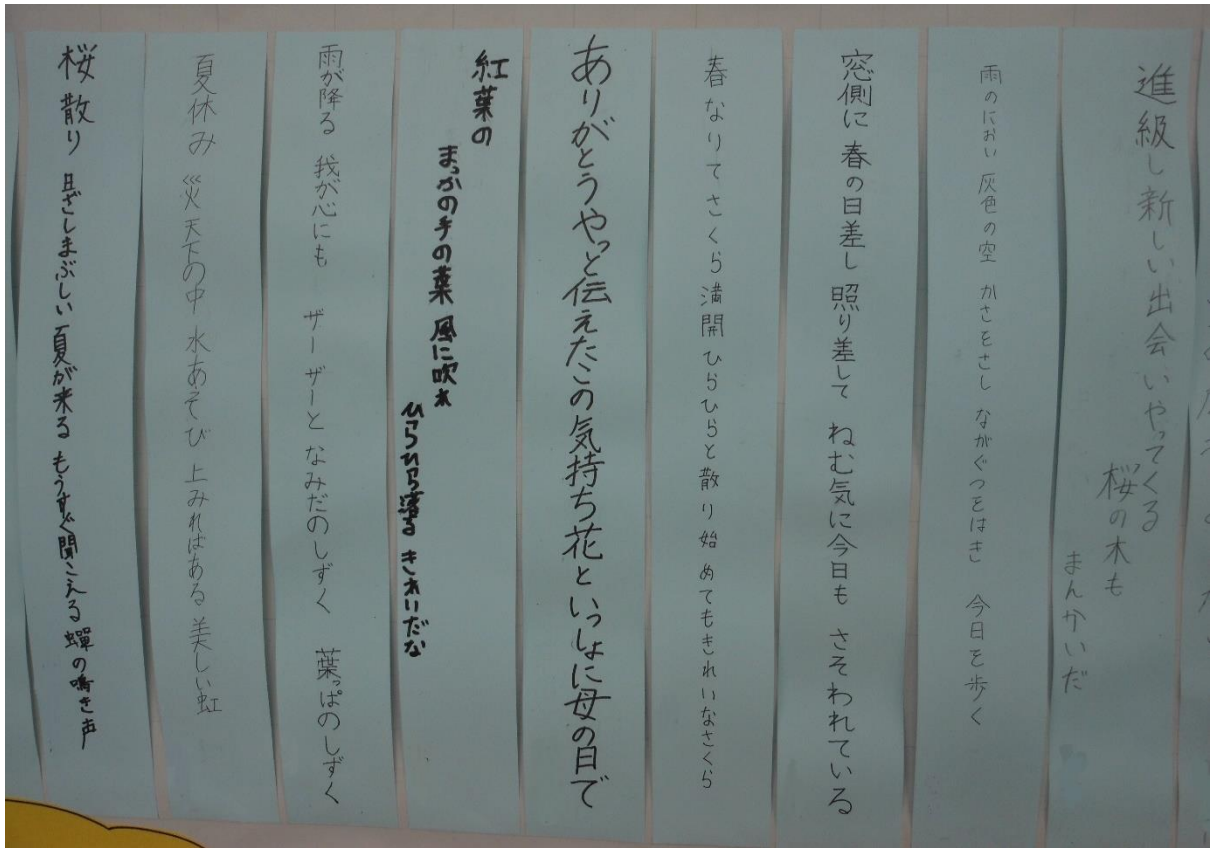 進級し新しい出会いやってくる
桜の木も
まんかいだ
雨のにおい 灰色の空 かさをさし ながぐつをはき 今日を歩く
窓側に 春の日差し 照り差して ねむ気に今日も さそわれている
春なりて さくら満開ひらひらと散り始めてもきれいなさくら
ありがとうやっと伝えたこの気持ち花といっしょに母の日で
紅葉の
まっかの手の葉 風に吹れ
ひらひら落る きれいだな
雨が降る 我が心にも ザーザーと なみだのしずく 葉っぱのしずく
夏休み 災天下の中 水あそび 上みればある 美しい虹
桜散り 日ざしまぶしい 夏が来る もうすぐ聞こえる 蟬の鳴き声